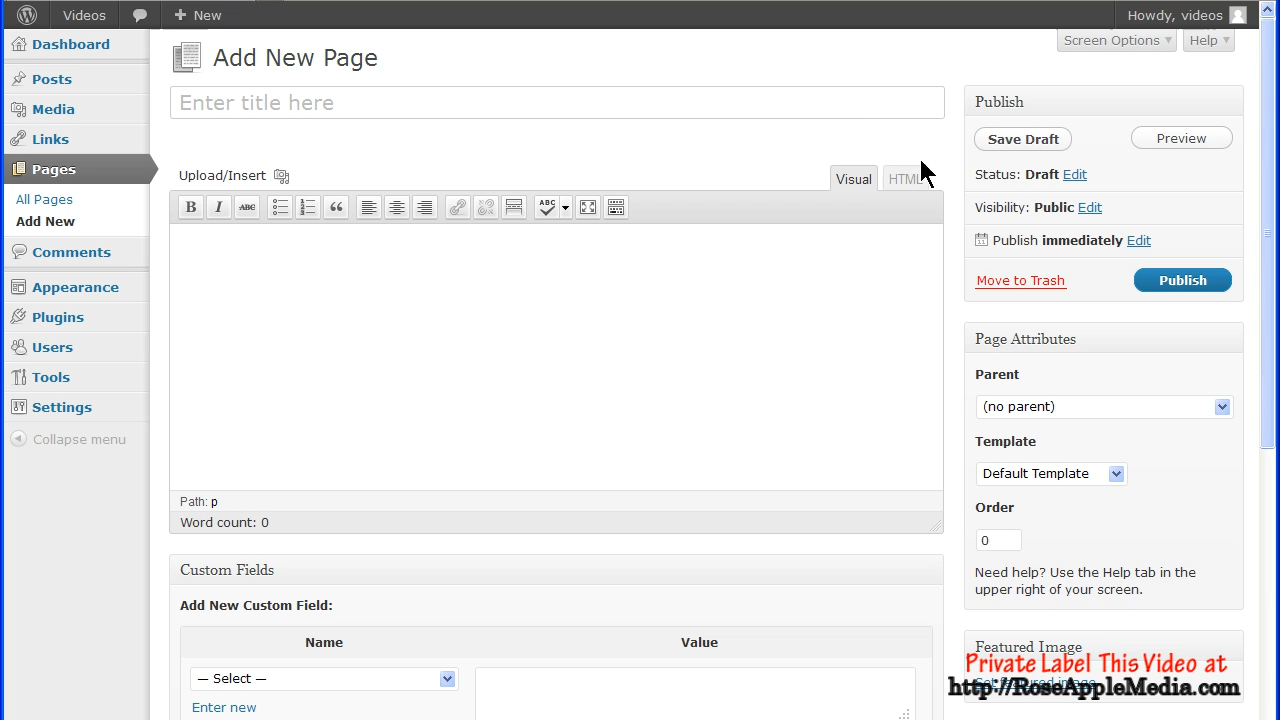 Videos
New
Howdy, videos
Dashboard
Posts
Media
Links
Pages
All Pages
Add New
Comments
Appearance
Plugins
Users
Tools
Settings
Collapse menu
Screen Options
Help
Add New Page
Enter title here
Upload/Insert
Visual
HTML
B I ABC ABC
Path: p
Word count: 0
Custom Fields
Add New Custom Field:
Name Value
— Select —
Enter new
Publish
Save Draft
Preview
Status: Draft Edit
Visibility: Public Edit
Publish immediately Edit
Move to Trash
Publish
Page Attributes
Parent
(no parent)
Template
Default Template
Order
0
Need help? Use the Help tab in the
upper right of your screen.
Featured Image
Set featured image
Private Label This Video at
http://RoseAppleMedia.com